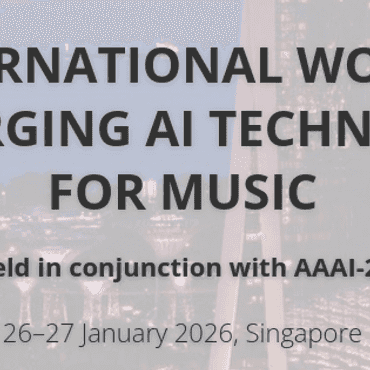 RNATIONAL WO
RGING AI TECHN
FOR MUSIC
eld in conjunction with AAAI-2
26–27 January 2026, Singapore